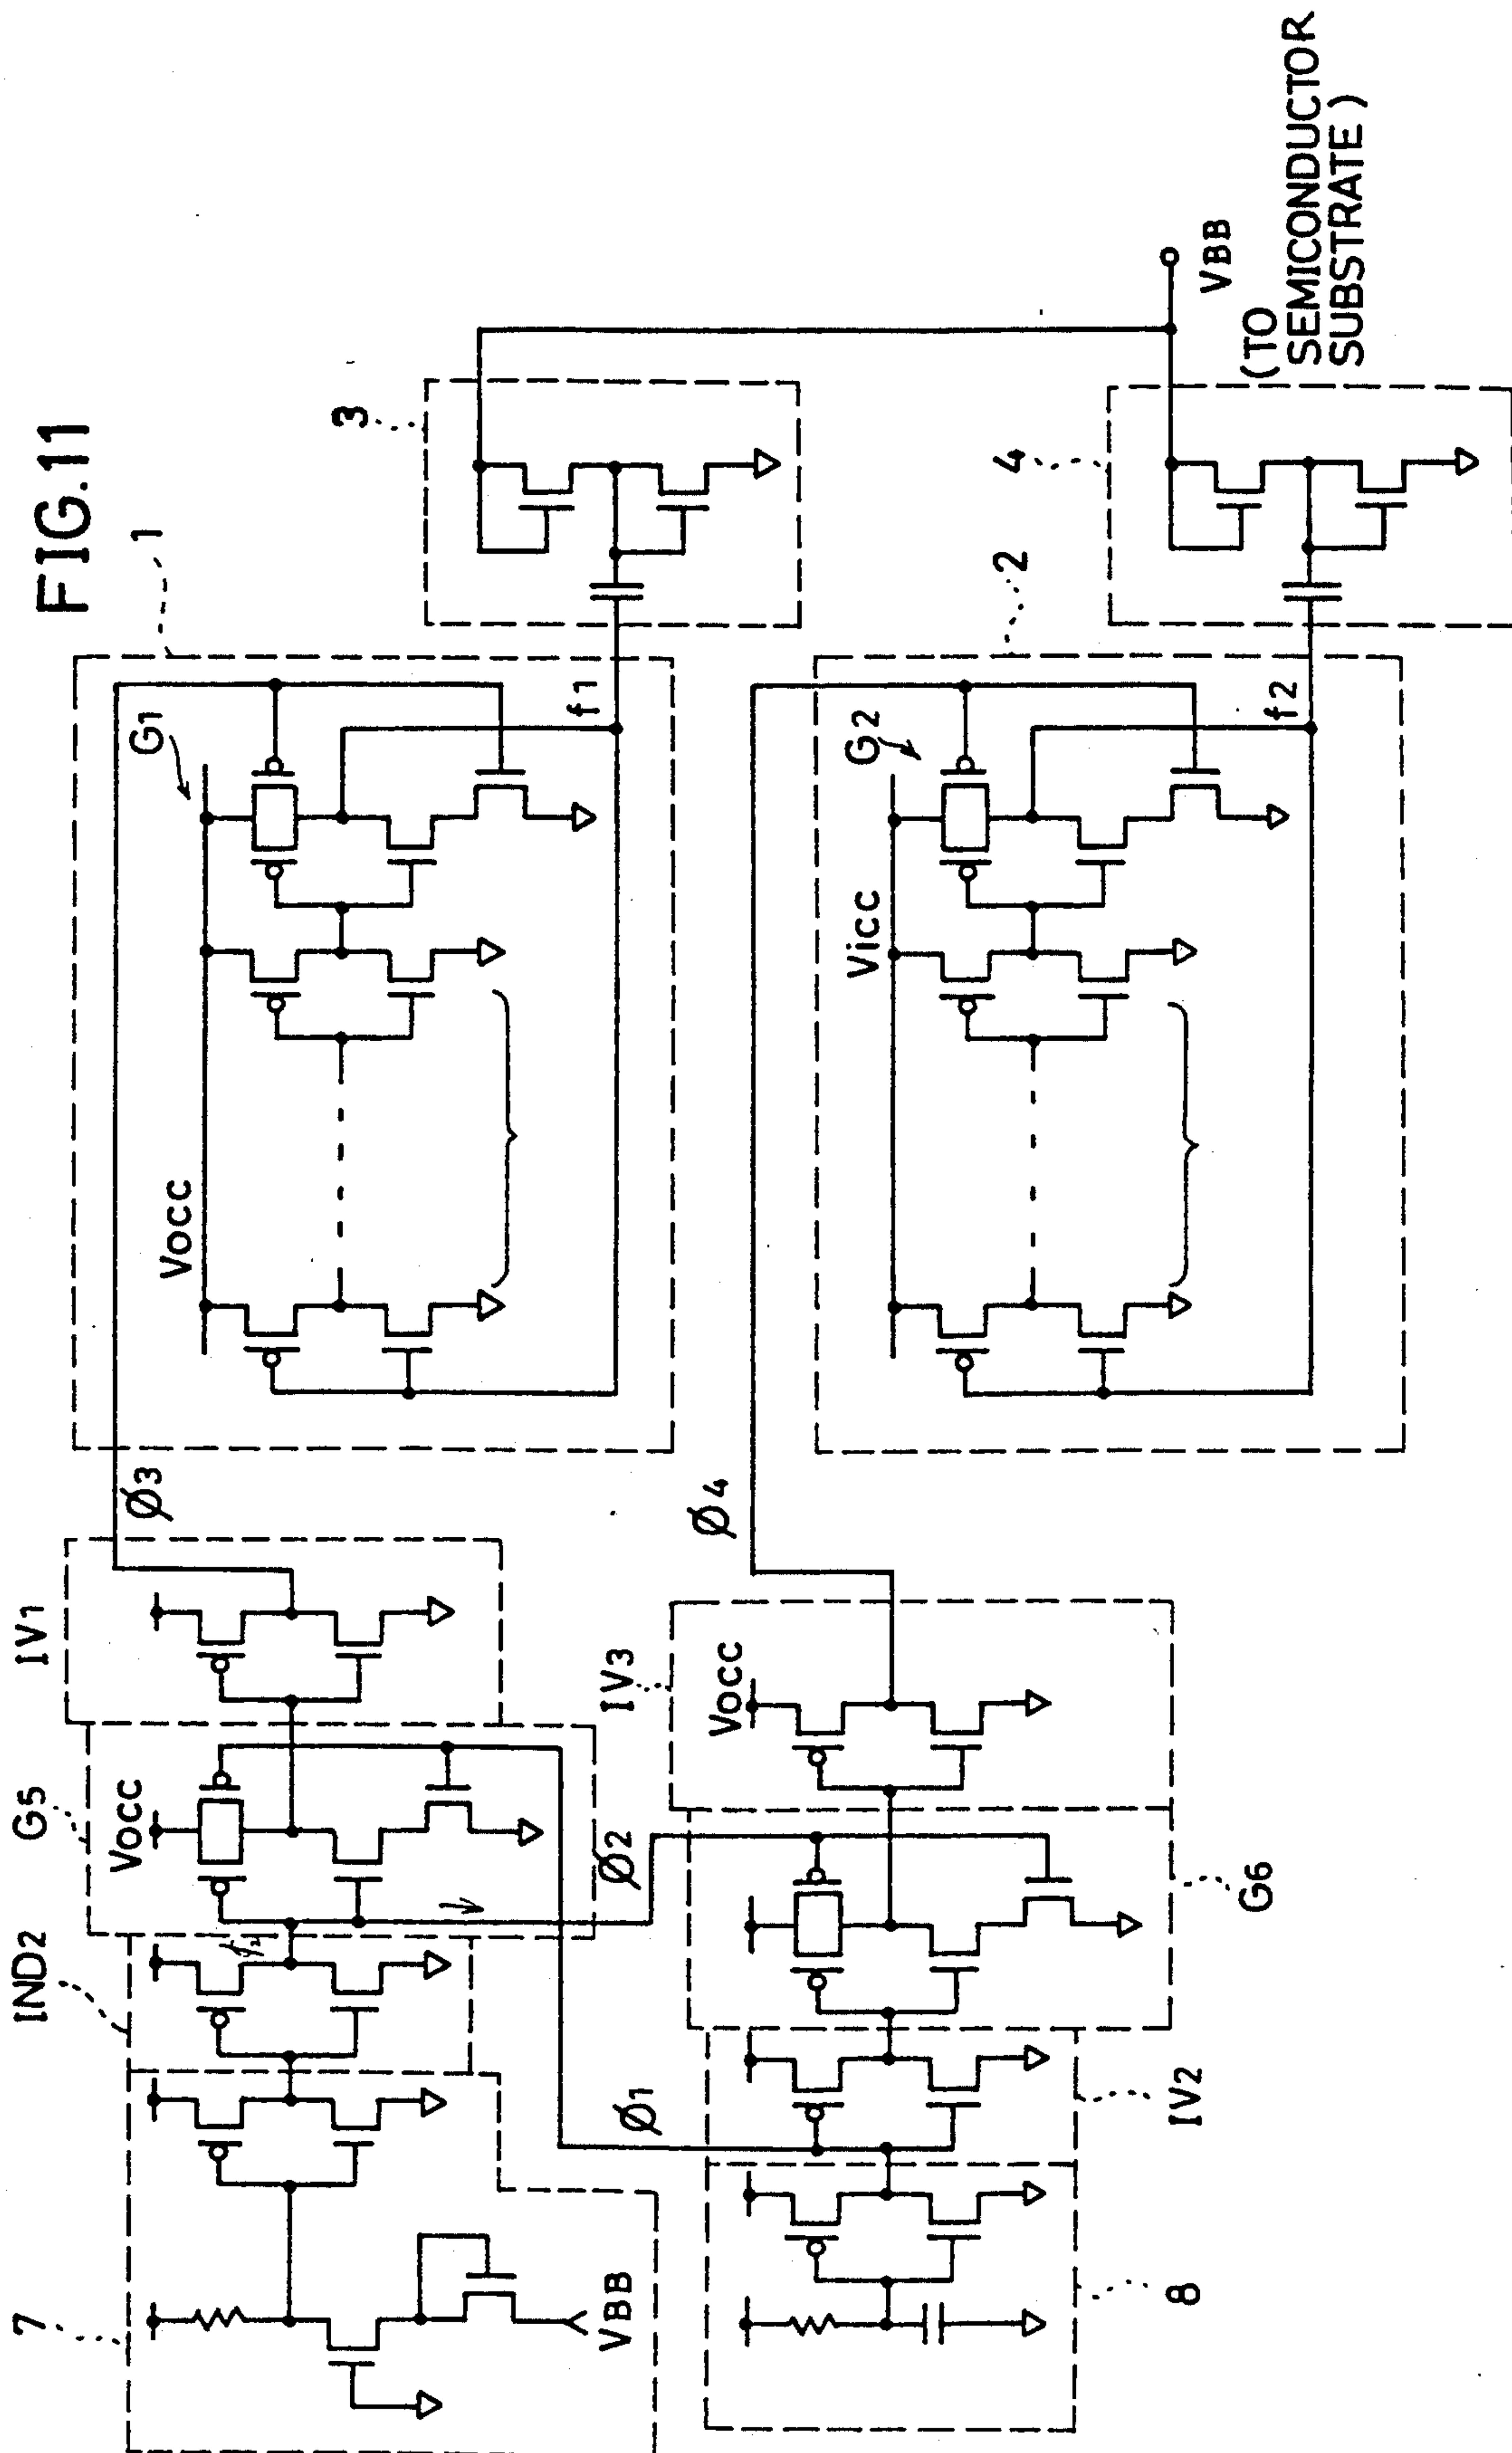 FIG.11
7
IND2
G5
IV1
Ø3
1
3
Vocc
G1
Vocc
f1
VBB
Ø1
Ø2
Ø4
IV3
Vocc
Vicc
G2
f2
2
4
VBB
(TO
SEMICONDUCTOR
SUBSTRATE)
8
IV2
G6